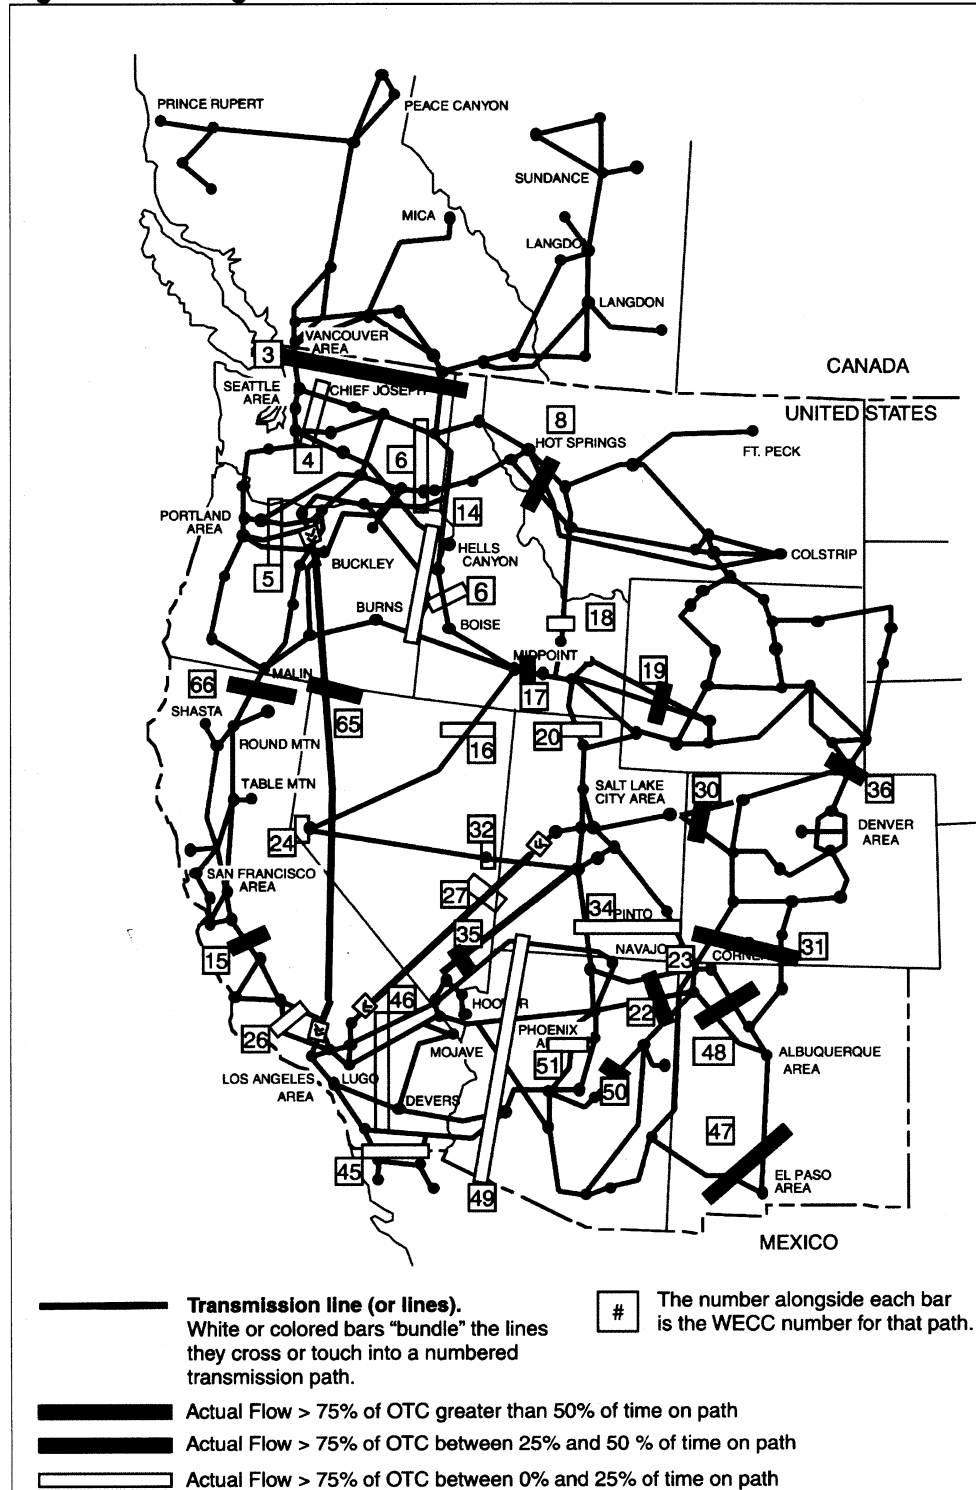 PRINCE RUPERT
PEACE CANYON
SUNDANCE
MICA
LANGDO
LANGDON
VANCOUVER
AREA
3
CANADA
SEATTLE
AREA
CHIEF JOSEPH
UNITED STATES
8
HOT SPRINGS
FT. PECK
4
6
14
PORTLAND
AREA
HELLS
CANYON
COLSTRIP
BUCKLEY
5
6
BURNS
18
BOISE
MIDPOINT
MALIN
19
17
66
65
SHASTA
16
20
ROUND MTN
TABLE MTN
SALT LAKE
CITY AREA
30
36
24
32
DENVER
AREA
SAN FRANCISCO
AREA
27
34
PINTO
35
NAVAJO
23
CORNE
31
15
46
HOOVER
22
26
PHOENIX
A
MOJAVE
51
48
ALBUQUERQUE
AREA
LOS ANGELES
AREA
LUGO
50
DEVERS
47
45
49
EL PASO
AREA
MEXICO
Transmission line (or lines).
White or colored bars “bundle” the lines
they cross or touch into a numbered
transmission path.
#
The number alongside each bar
is the WECC number for that path.
Actual Flow > 75% of OTC greater than 50% of time on path
Actual Flow > 75% of OTC between 25% and 50 % of time on path
Actual Flow > 75% of OTC between 0% and 25% of time on path